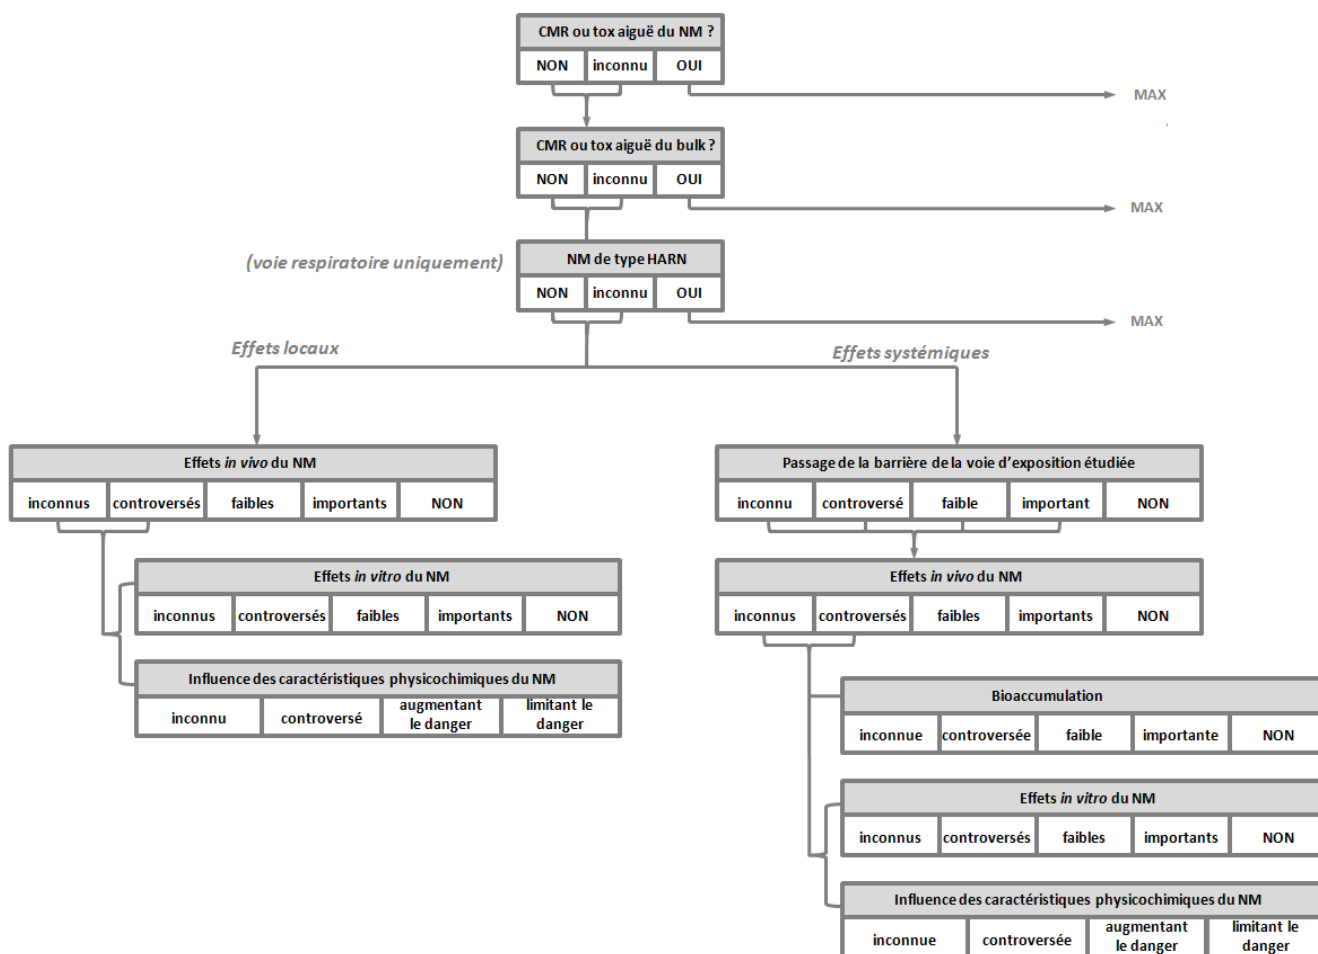 CMR ou tox aiguë du NM ?
NON inconnu OUI
MAX
CMR ou tox aiguë du bulk ?
NON inconnu OUI
MAX
(voie respiratoire uniquement)
NM de type HARN
NON inconnu OUI
MAX
Effets locaux
Effets systémiques
Effets in vivo du NM
inconnus controversés faibles importants NON
Effets in vitro du NM
inconnus controversés faibles importants NON
Influence des caractéristiques physicochimiques du NM
inconnu controversé augmentant le danger limitant le danger
Passage de la barrière de la voie d'exposition étudiée
inconnu controversé faible important NON
Effets in vivo du NM
inconnus controversés faibles importants NON
Bioaccumulation
inconnue controversée faible importante NON
Effets in vitro du NM
inconnus controversés faibles importants NON
Influence des caractéristiques physicochimiques du NM
inconnue controversée augmentant le danger limitant le danger